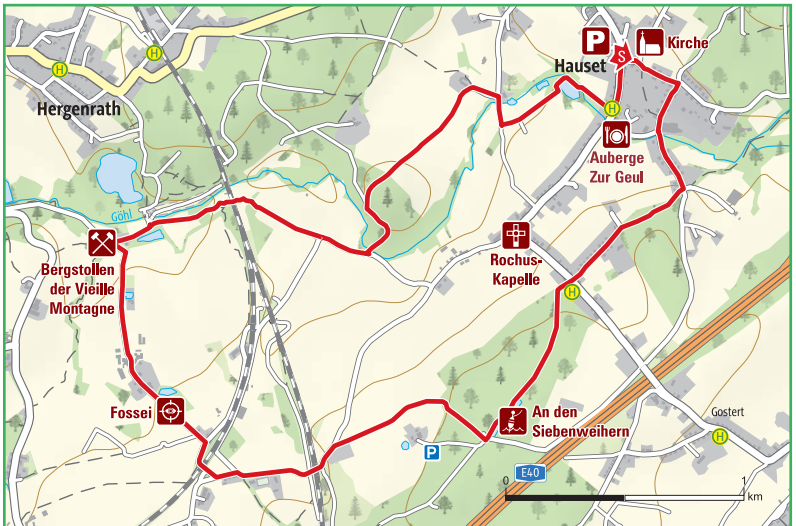 H
H
Hergenrath
P
S
Kirche
Hauset
H
Auberge
Zur Geul
Göhl
Bergstollen
der Vieille
Montagne
Rochus-
Kapelle
H
Fossei
An den
Siebenweihern
P
Gostert
H
E40
0
1
km